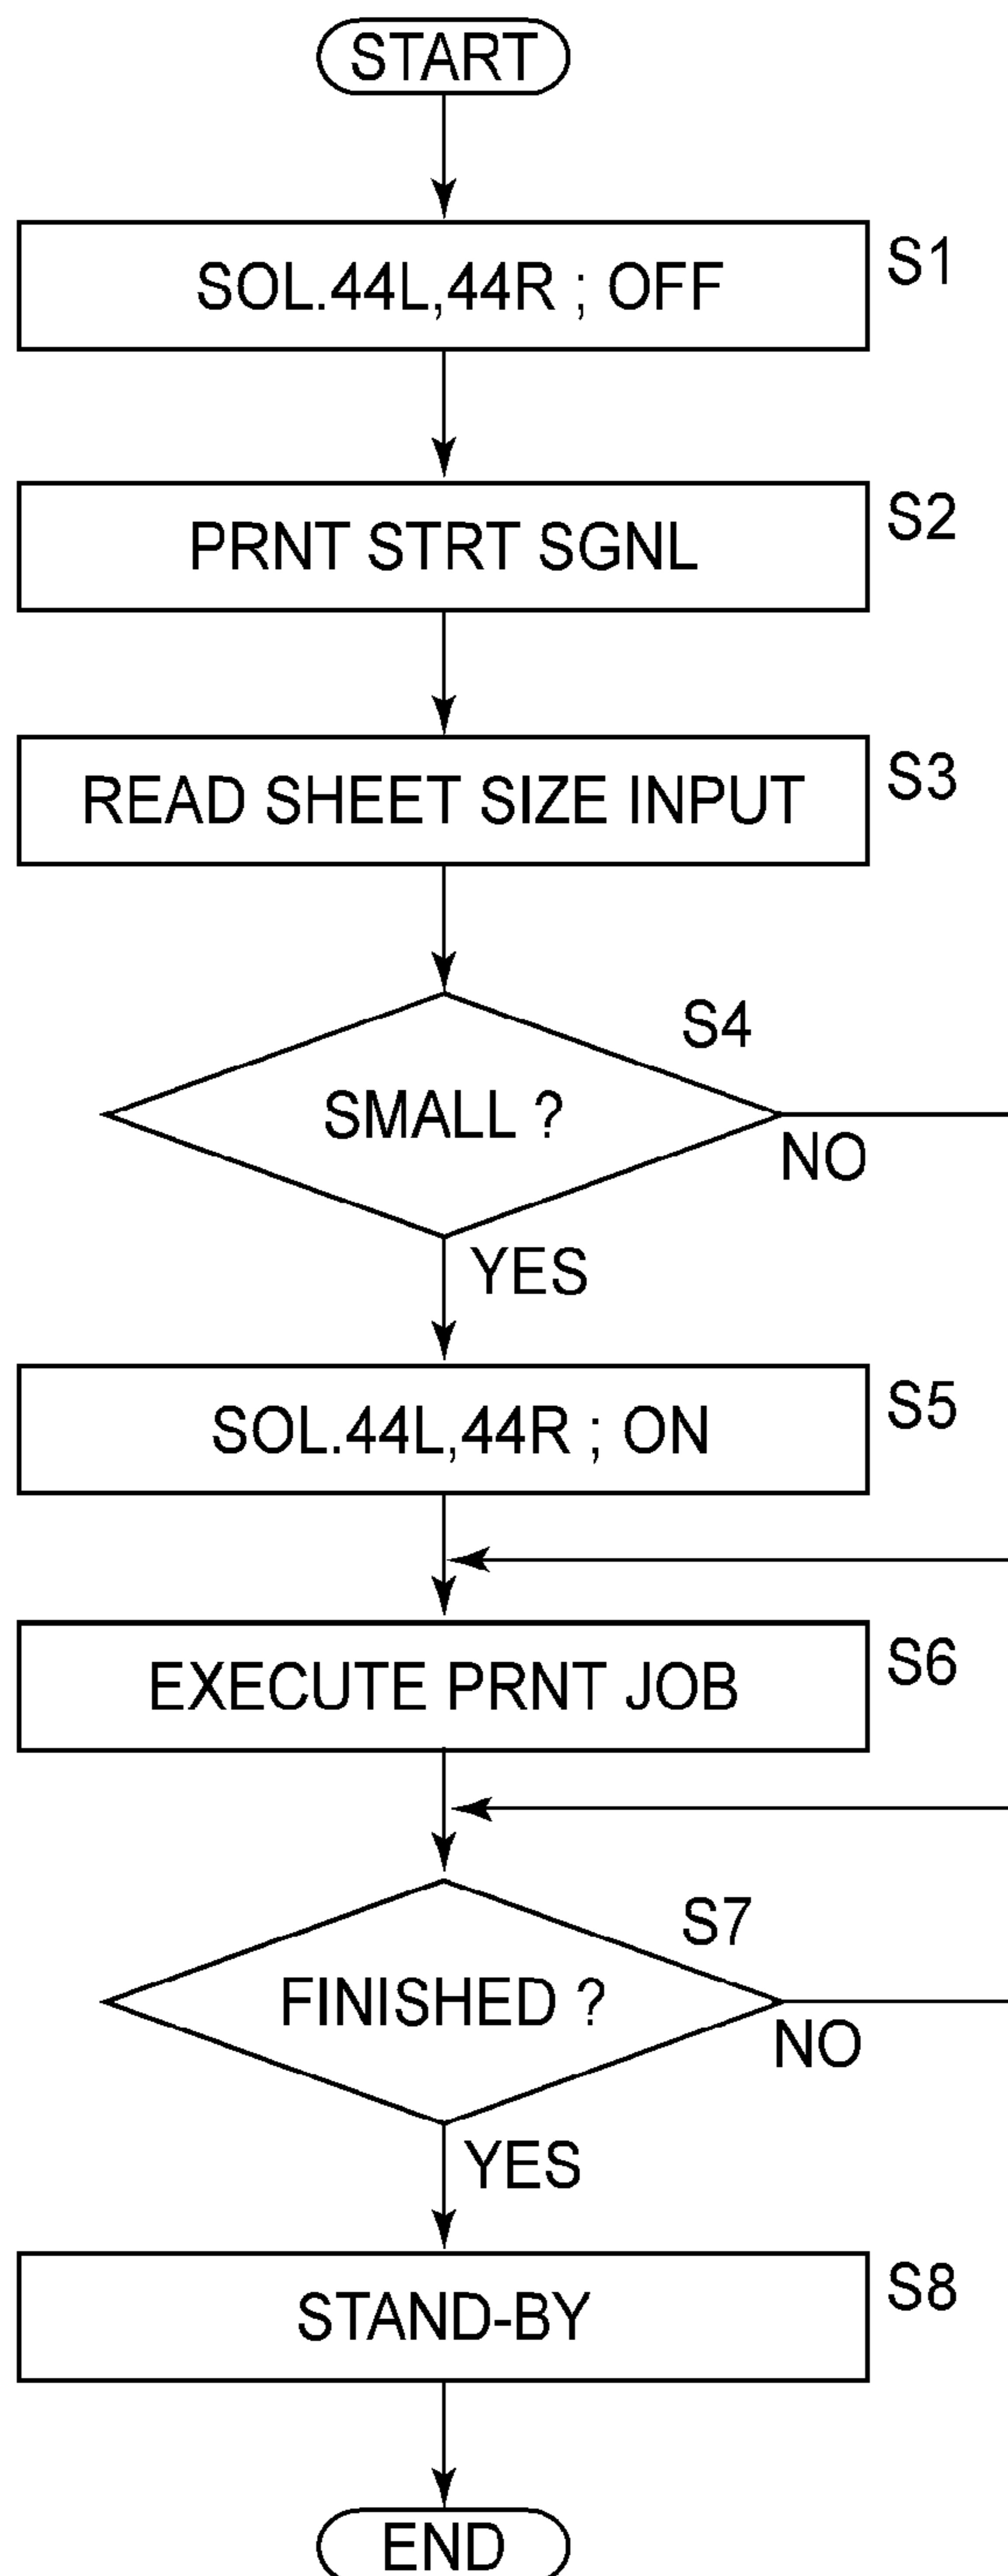 START
SOL.44L,44R ; OFF
S1
PRNT STRT SGNL
S2
READ SHEET SIZE INPUT
S3
S4
SMALL ?
NO
YES
SOL.44L,44R ; ON
S5
EXECUTE PRNT JOB
S6
S7
FINISHED ?
NO
YES
STAND-BY
S8
END